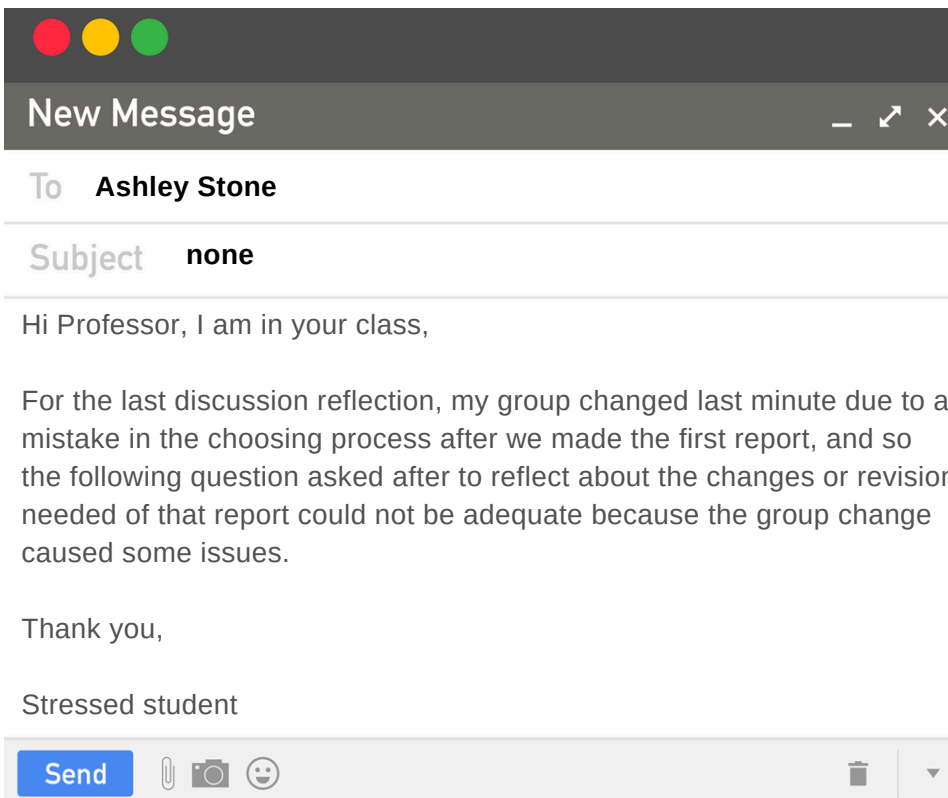 New Message
To Ashley Stone
Subject none
Hi Professor, I am in your class,
For the last discussion reflection, my group changed last minute due to a
mistake in the choosing process after we made the first report, and so
the following question asked after to reflect about the changes or revision
needed of that report could not be adequate because the group change
caused some issues.
Thank you,
Stressed student
Send